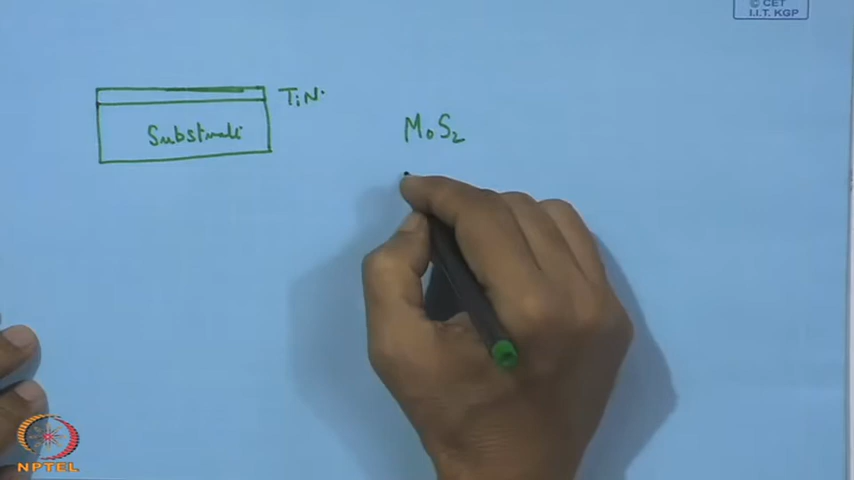 © CET
I.I.T. KGP
TiN.
Substrate
MoS2
NPTEL